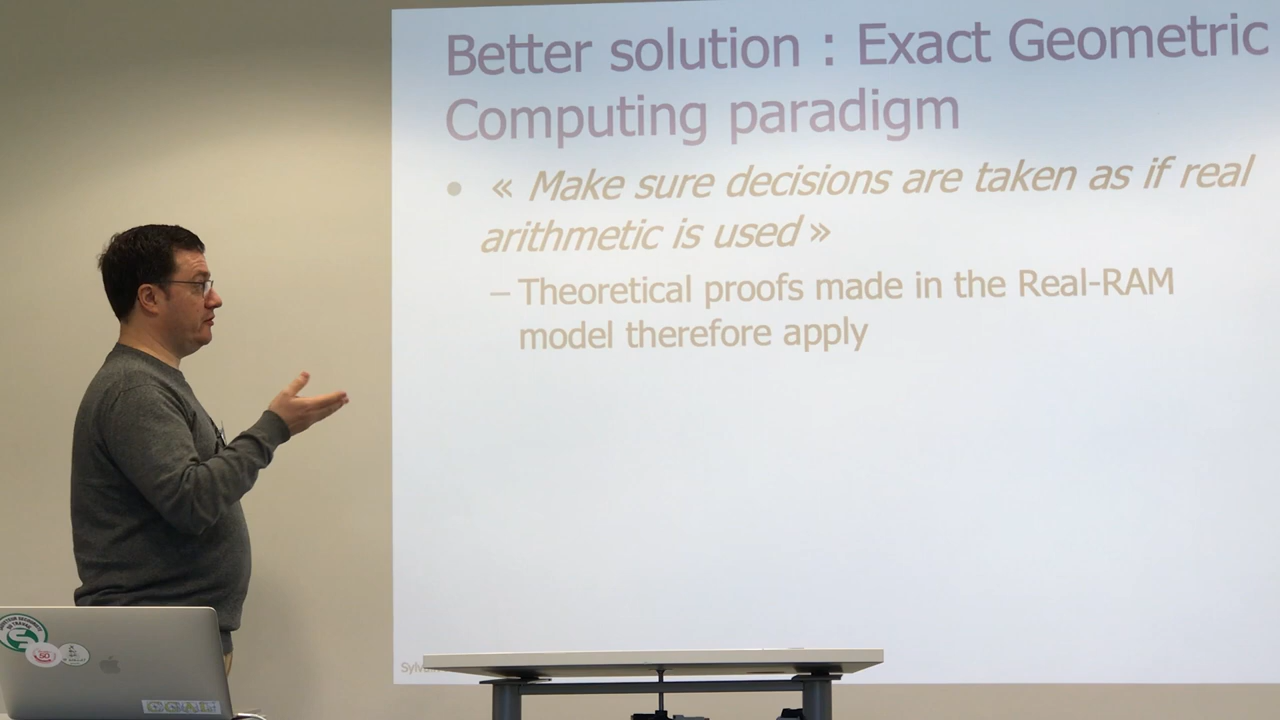 Better solution : Exact Geometric
Computing paradigm
• « Make sure decisions are taken as if real
arithmetic is used »
– Theoretical proofs made in the Real-RAM
model therefore apply
CGAL